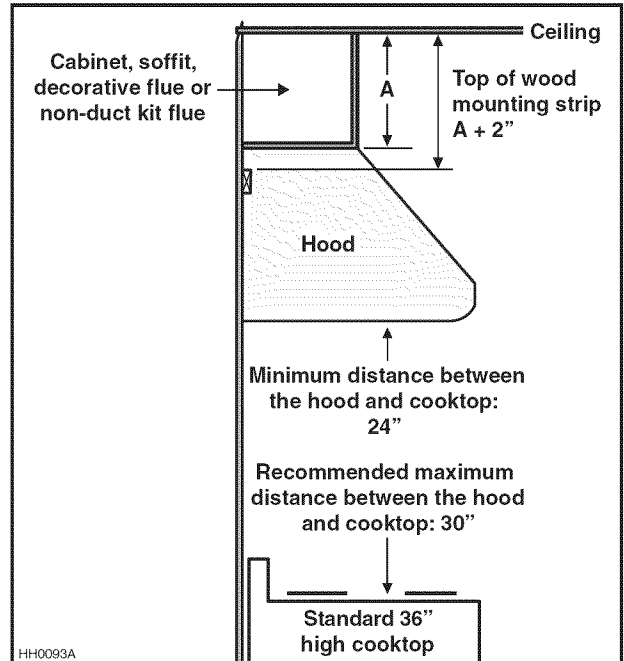 Ceiling
Cabinet, soffit,
decorative flue or
non-duct kit flue
A
Top of wood
mounting strip
A + 2”
Hood
Minimum distance between
the hood and cooktop:
24”
Recommended maximum
distance between the hood
and cooktop: 30”
Standard 36”
high cooktop
HH0093A